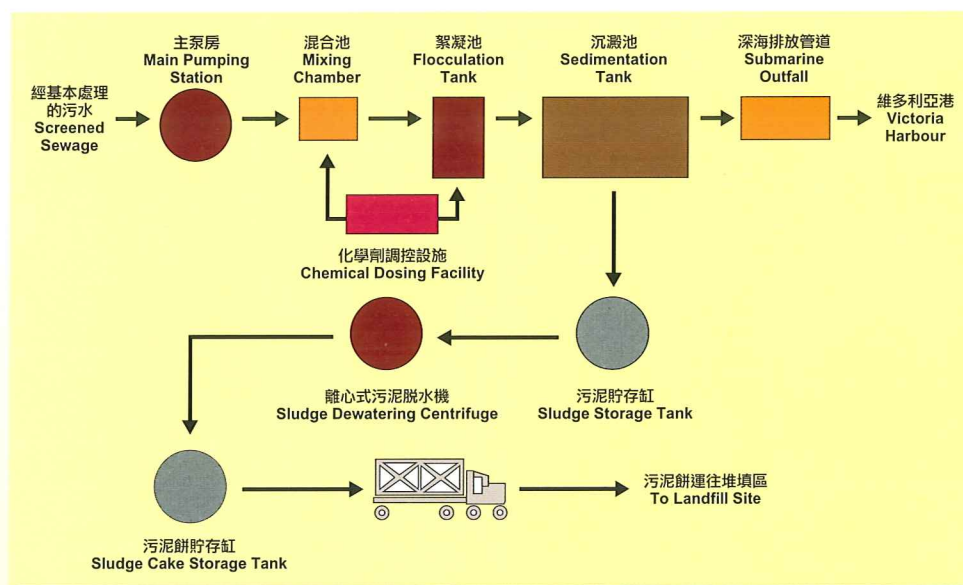 主泵房
Main Pumping
Station
混合池
Mixing
Chamber
絮凝池
Flocculation
Tank
沉澱池
Sedimentation
Tank
深海排放管道
Submarine
Outfall
經基本處理
的污水
Screened
Sewage
維多利亞港
Victoria
Harbour
化學劑調控設施
Chemical Dosing Facility
離心式污泥脱水機
Sludge Dewatering Centrifuge
污泥貯存缸
Sludge Storage Tank
污泥餅貯存缸
Sludge Cake Storage Tank
污泥餅運往堆填區
To Landfill Site